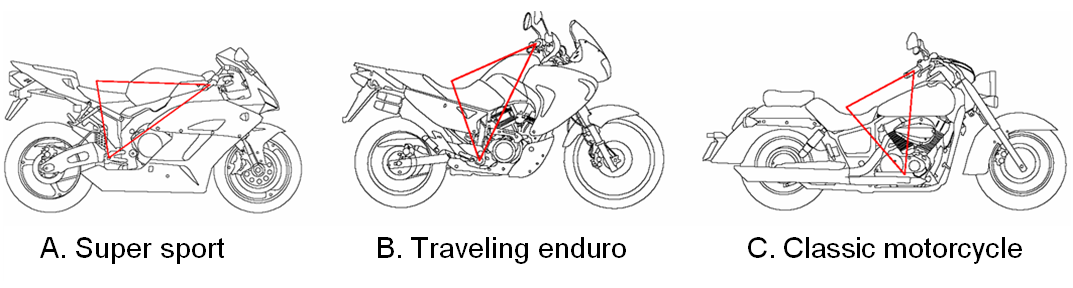 A. Super sport
B. Traveling enduro
C. Classic motorcycle